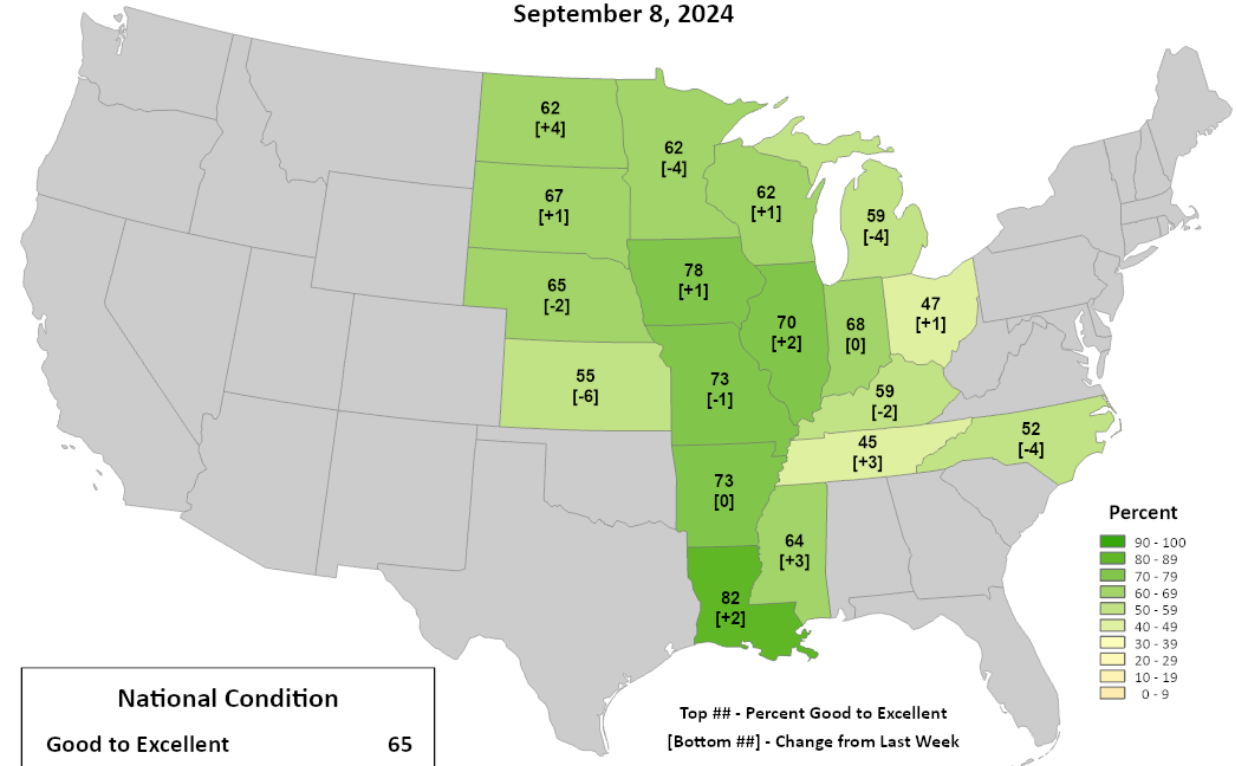 September 8, 2024
62
[+4]
62
[-4]
67
[+1]
62
[+1]
59
[-4]
78
[+1]
65
[-2]
47
[+1]
70
[+2]
68
[0]
55
[-6]
73
[-1]
59
[-2]
52
[-4]
45
[+3]
73
[0]
64
[+3]
82
[+2]
Percent
90 - 100
80 - 89
70 - 79
60 - 69
50 - 59
40 - 49
30 - 39
20 - 29
10 - 19
0 - 9
National Condition
Good to Excellent 65
Top ## - Percent Good to Excellent
[Bottom ##] - Change from Last Week